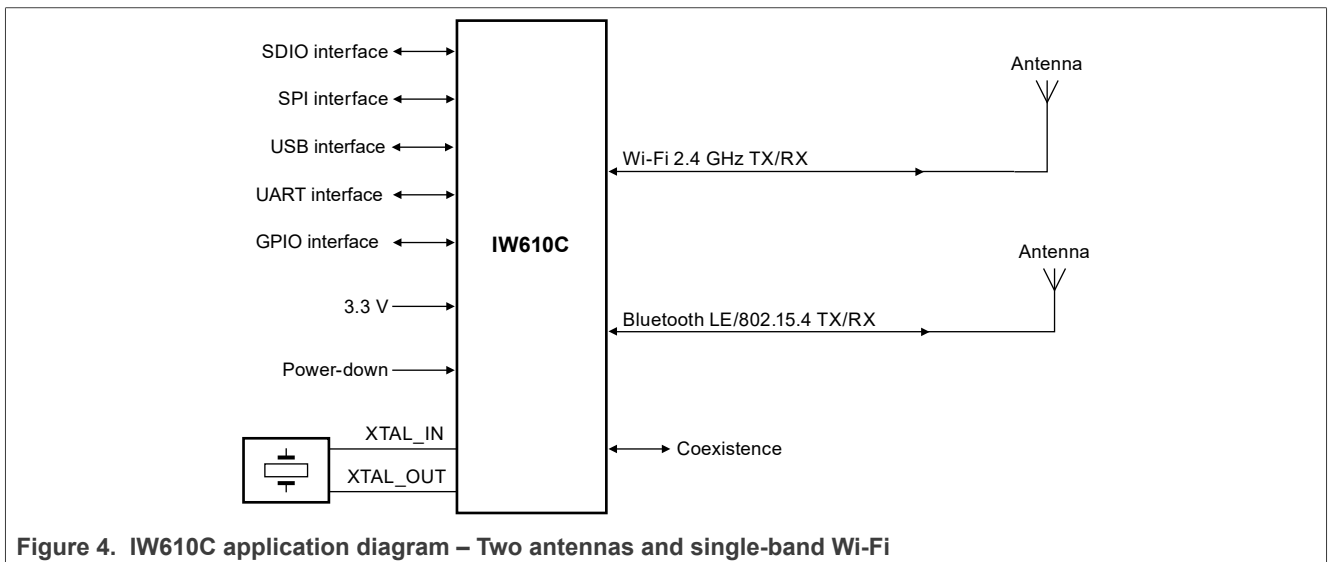 SDIO interface
SPI interface
USB interface
UART interface
GPIO interface
3.3 V
Power-down
XTAL_IN
XTAL_OUT
IW610C
Antenna
Wi-Fi 2.4 GHz TX/RX
Antenna
Bluetooth LE/802.15.4 TX/RX
Coexistence
Figure 4. IW610C application diagram – Two antennas and single-band Wi-Fi